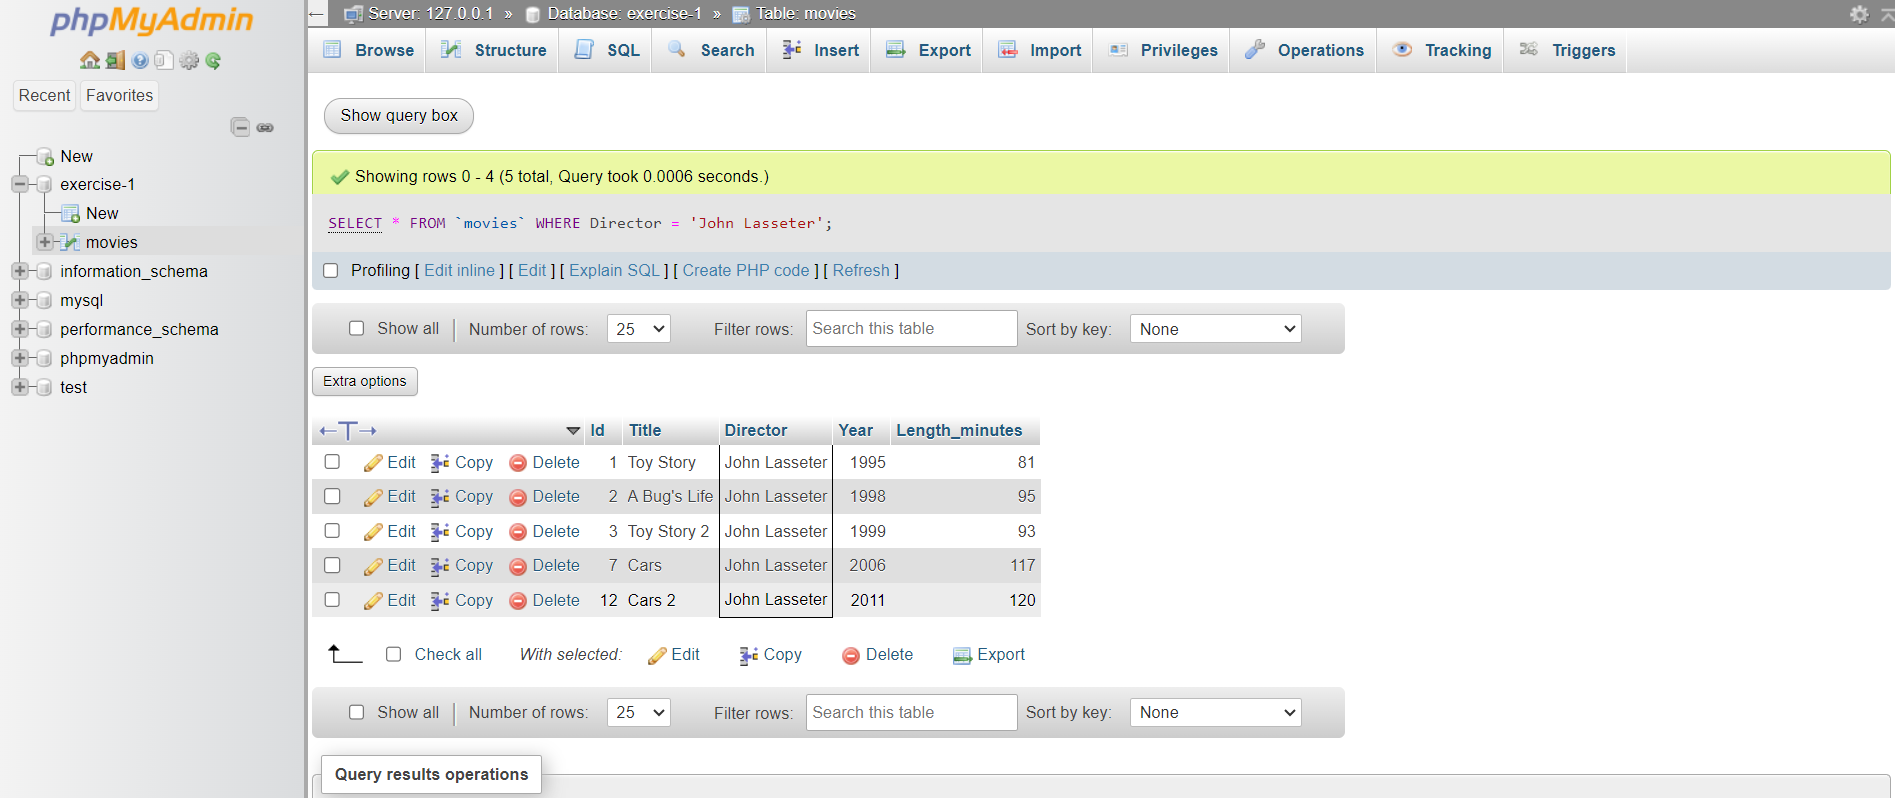 phpMyAdmin
Recent Favorites
New
exercise-1
New
movies
information_schema
mysql
performance_schema
phpmyadmin
test
Server: 127.0.0.1 » Database: exercise-1 » Table: movies
Browse Structure SQL Search Insert Export Import Privileges Operations Tracking Triggers
Show query box
Showing rows 0 - 4 (5 total, Query took 0.0006 seconds.)
SELECT * FROM `movies` WHERE Director = 'John Lasseter';
Profiling [ Edit inline ] [ Edit ] [ Explain SQL ] [ Create PHP code ] [ Refresh ]
Show all Number of rows: 25 Filter rows: Search this table Sort by key: None
Extra options
Id Title Director Year Length_minutes
Edit Copy Delete 1 Toy Story John Lasseter 1995 81
Edit Copy Delete 2 A Bug's Life John Lasseter 1998 95
Edit Copy Delete 3 Toy Story 2 John Lasseter 1999 93
Edit Copy Delete 7 Cars John Lasseter 2006 117
Edit Copy Delete 12 Cars 2 John Lasseter 2011 120
Check all With selected: Edit Copy Delete Export
Show all Number of rows: 25 Filter rows: Search this table Sort by key: None
Query results operations